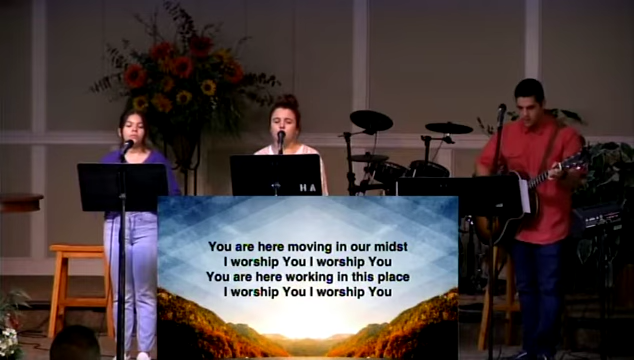 H A
You are here moving in our midst
I worship You I worship You
You are here working in this place
I worship You I worship You